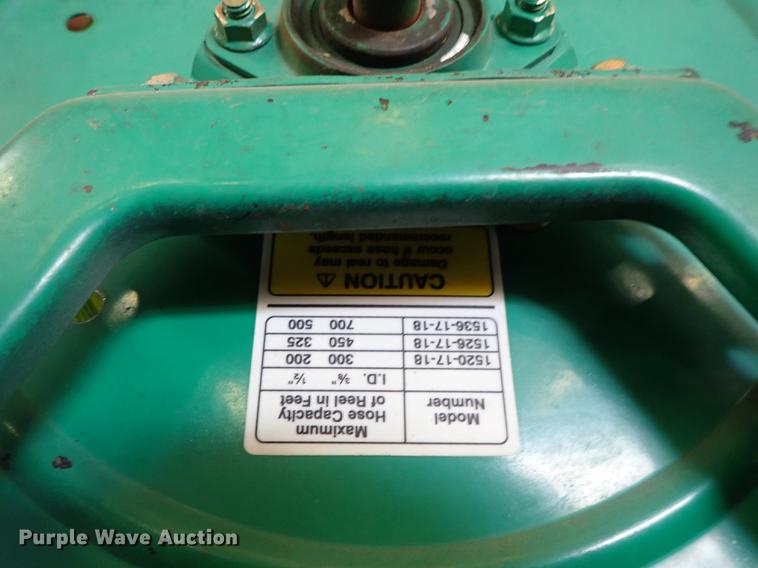 Model
Number
Maximum
Hose Capacity
of Reel in Feet
I.D. ⅜" ½"
1520-17-18 300 200
1526-17-18 450 325
1536-17-18 700 500
CAUTION ⚠
Damage to reel may
occur if hose exceeds
recommended length.
Purple Wave Auction®